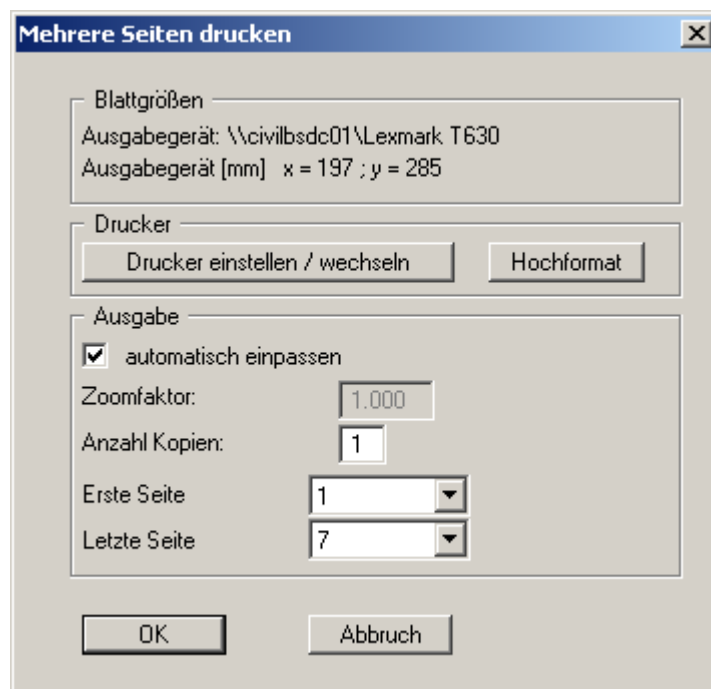 Mehrere Seiten drucken
Blattgrößen
Ausgabegerät: \\civilbsdc01\Lexmark T630
Ausgabegerät [mm] x = 197 ; y = 285
Drucker
Drucker einstellen / wechseln Hochformat
Ausgabe
automatisch einpassen
Zoomfaktor: 1.000
Anzahl Kopien: 1
Erste Seite 1
Letzte Seite 7
OK Abbruch